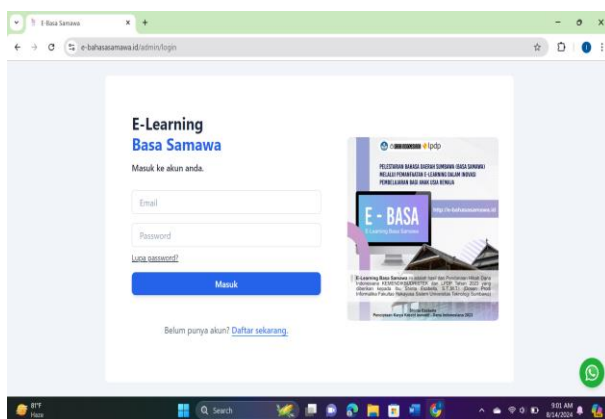 E-Basa Samawa
e-bahasasamawa.id/admin/login
E-Learning
Basa Samawa
Masuk ke akun anda.
Email
Password
Lupa password?
Masuk
Belum punya akun? Daftar sekarang.
lpdp
PELESTARIAN BAHASA DAERAH SUMBAWA (BASA SAMAWA)
MELALUI PEMANFAATAN E-LEARNING DALAM INOVASI
PEMBELAJARAN BAGI ANAK USIA REMAJA
http://e-bahasasamawa.id
E - BASA
E-Learning Basa Samawa
81°F
Haze
Search
9:01 AM
8/14/2024